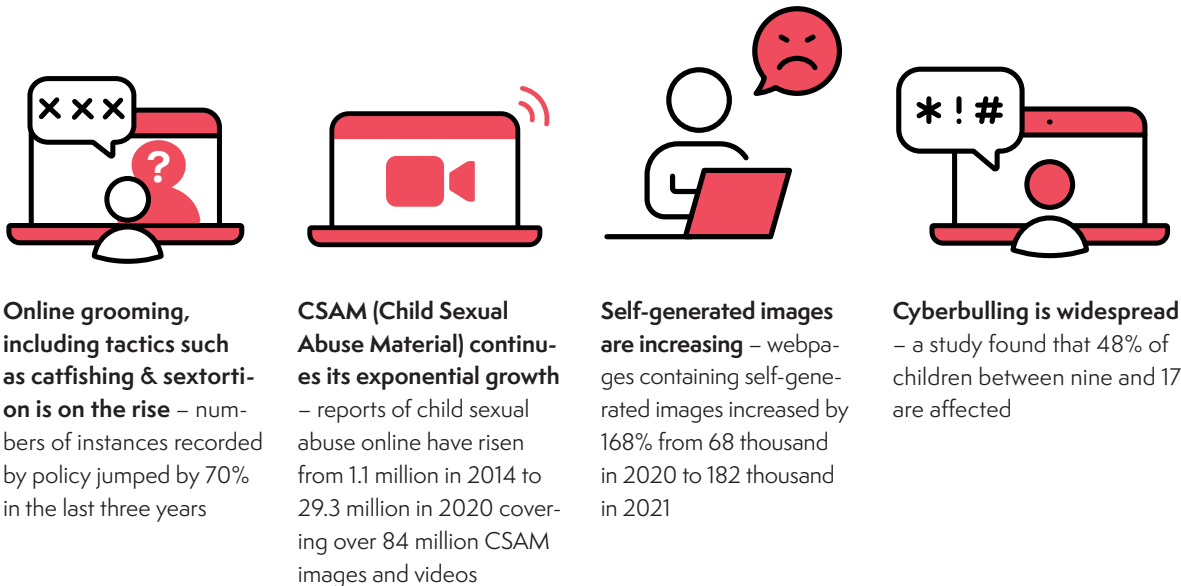 XXX
?
*!#
Online grooming,
including tactics such
as catfishing & sextorti-
on is on the rise – num-
bers of instances recorded
by policy jumped by 70%
in the last three years
CSAM (Child Sexual
Abuse Material) continu-
es its exponential growth
– reports of child sexual
abuse online have risen
from 1.1 million in 2014 to
29.3 million in 2020 cover-
ing over 84 million CSAM
images and videos
Self-generated images
are increasing – webpa-
ges containing self-gene-
rated images increased by
168% from 68 thousand
in 2020 to 182 thousand
in 2021
Cyberbulling is widespread
– a study found that 48% of
children between nine and 17
are affected